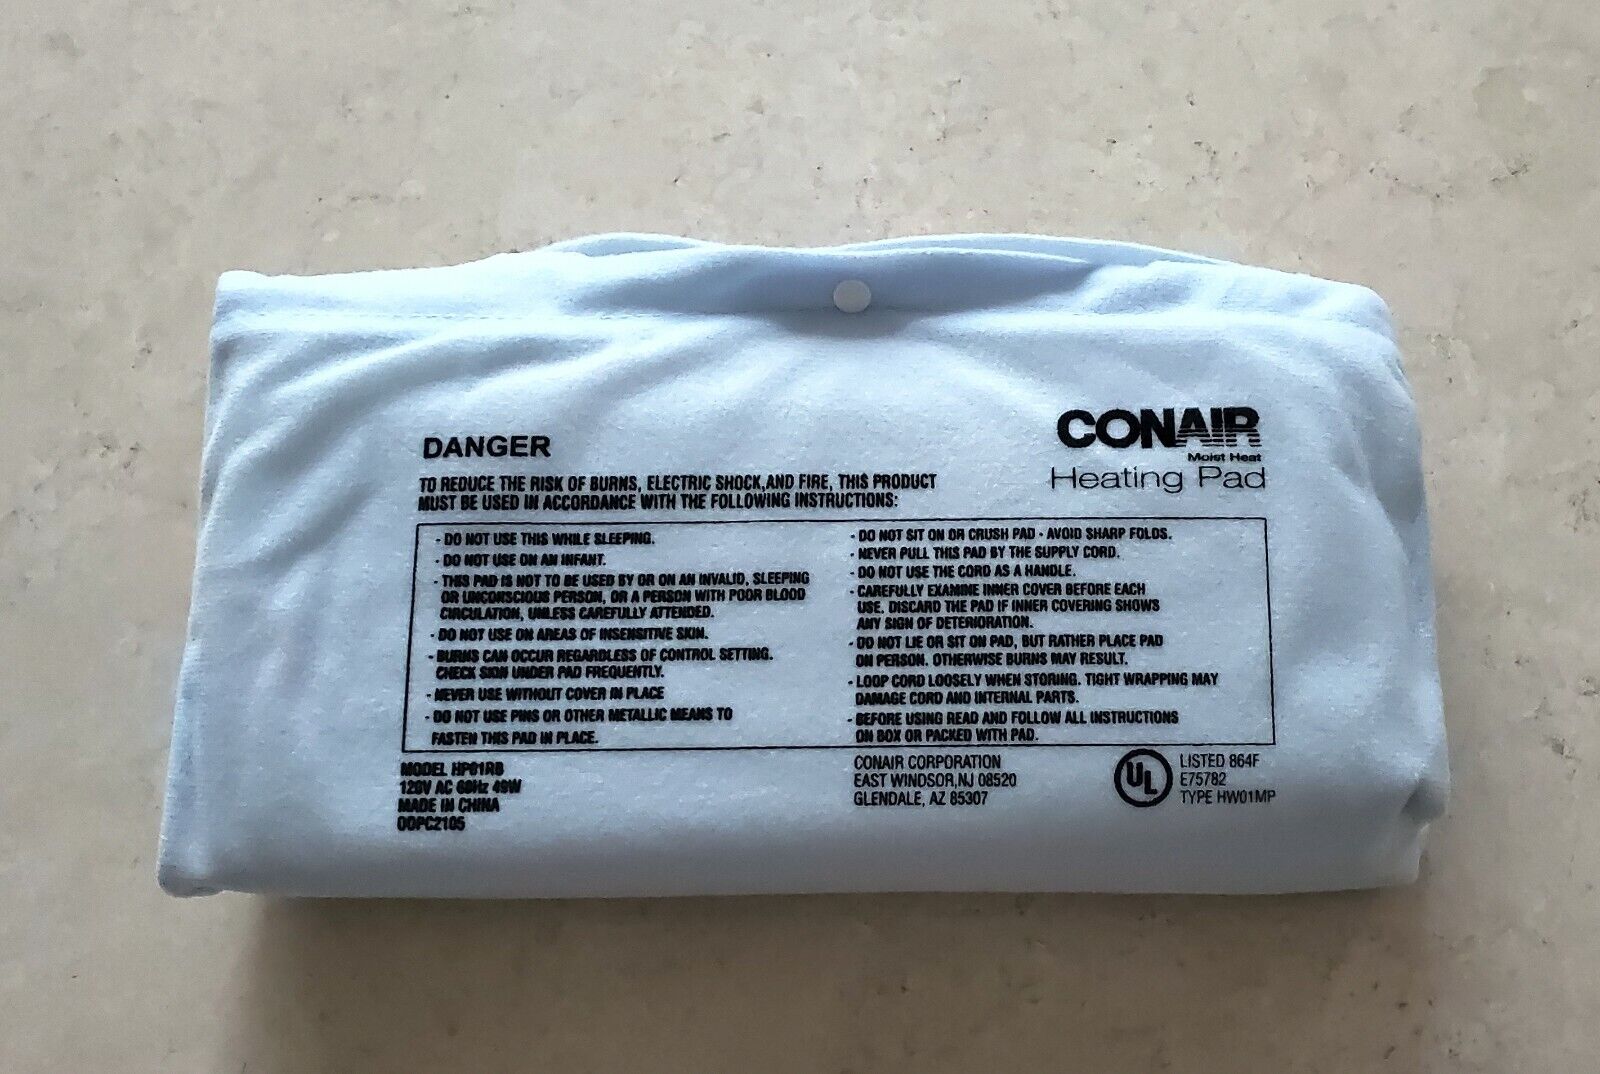 CONAIR
Moist Heat
Heating Pad
DANGER
TO REDUCE THE RISK OF BURNS, ELECTRIC SHOCK,AND FIRE, THIS PRODUCT
MUST BE USED IN ACCORDANCE WITH THE FOLLOWING INSTRUCTIONS:
- DO NOT USE THIS WHILE SLEEPING.
- DO NOT USE ON AN INFANT.
- THIS PAD IS NOT TO BE USED BY OR ON AN INVALID, SLEEPING
OR UNCONSCIOUS PERSON, OR A PERSON WITH POOR BLOOD
CIRCULATION, UNLESS CAREFULLY ATTENDED.
- DO NOT USE ON AREAS OF INSENSITIVE SKIN.
- BURNS CAN OCCUR REGARDLESS OF CONTROL SETTING.
CHECK SKIN UNDER PAD FREQUENTLY.
- NEVER USE WITHOUT COVER IN PLACE
- DO NOT USE PINS OR OTHER METALLIC MEANS TO
FASTEN THIS PAD IN PLACE.
- DO NOT SIT ON OR CRUSH PAD - AVOID SHARP FOLDS.
- NEVER PULL THIS PAD BY THE SUPPLY CORD.
- DO NOT USE THE CORD AS A HANDLE.
- CAREFULLY EXAMINE INNER COVER BEFORE EACH
USE. DISCARD THE PAD IF INNER COVERING SHOWS
ANY SIGN OF DETERIORATION.
- DO NOT LIE OR SIT ON PAD, BUT RATHER PLACE PAD
ON PERSON. OTHERWISE BURNS MAY RESULT.
- LOOP CORD LOOSELY WHEN STORING. TIGHT WRAPPING MAY
DAMAGE CORD AND INTERNAL PARTS.
- BEFORE USING READ AND FOLLOW ALL INSTRUCTIONS
ON BOX OR PACKED WITH PAD.
MODEL HP01RB
120V AC 60Hz 49W
MADE IN CHINA
00PC2105
CONAIR CORPORATION
EAST WINDSOR,NJ 08520
GLENDALE, AZ 85307
UL
LISTED 864F
E75782
TYPE HW01MP